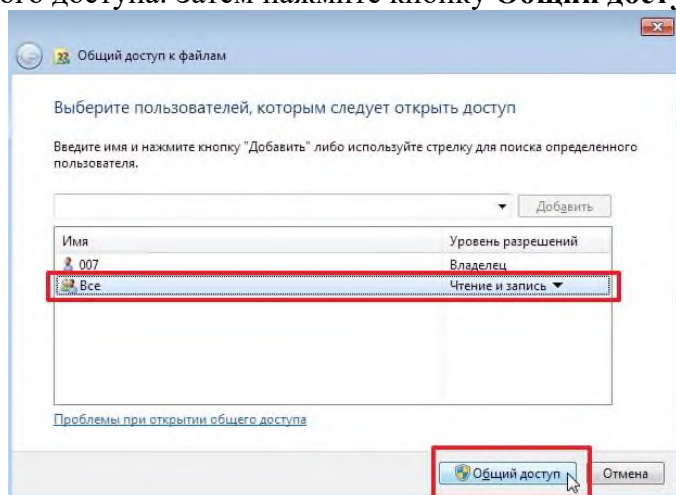 ого доступа. Затем нажмите кнопку Общий досту
Общий доступ к файлам
Выберите пользователей, которым следует открыть доступ
Введите имя и нажмите кнопку "Добавить" либо используйте стрелку для поиска определенного
пользователя.
Добавить
Имя Уровень разрешений
007 Владелец
Все Чтение и запись
Проблемы при открытии общего доступа
Общий доступ Отмена